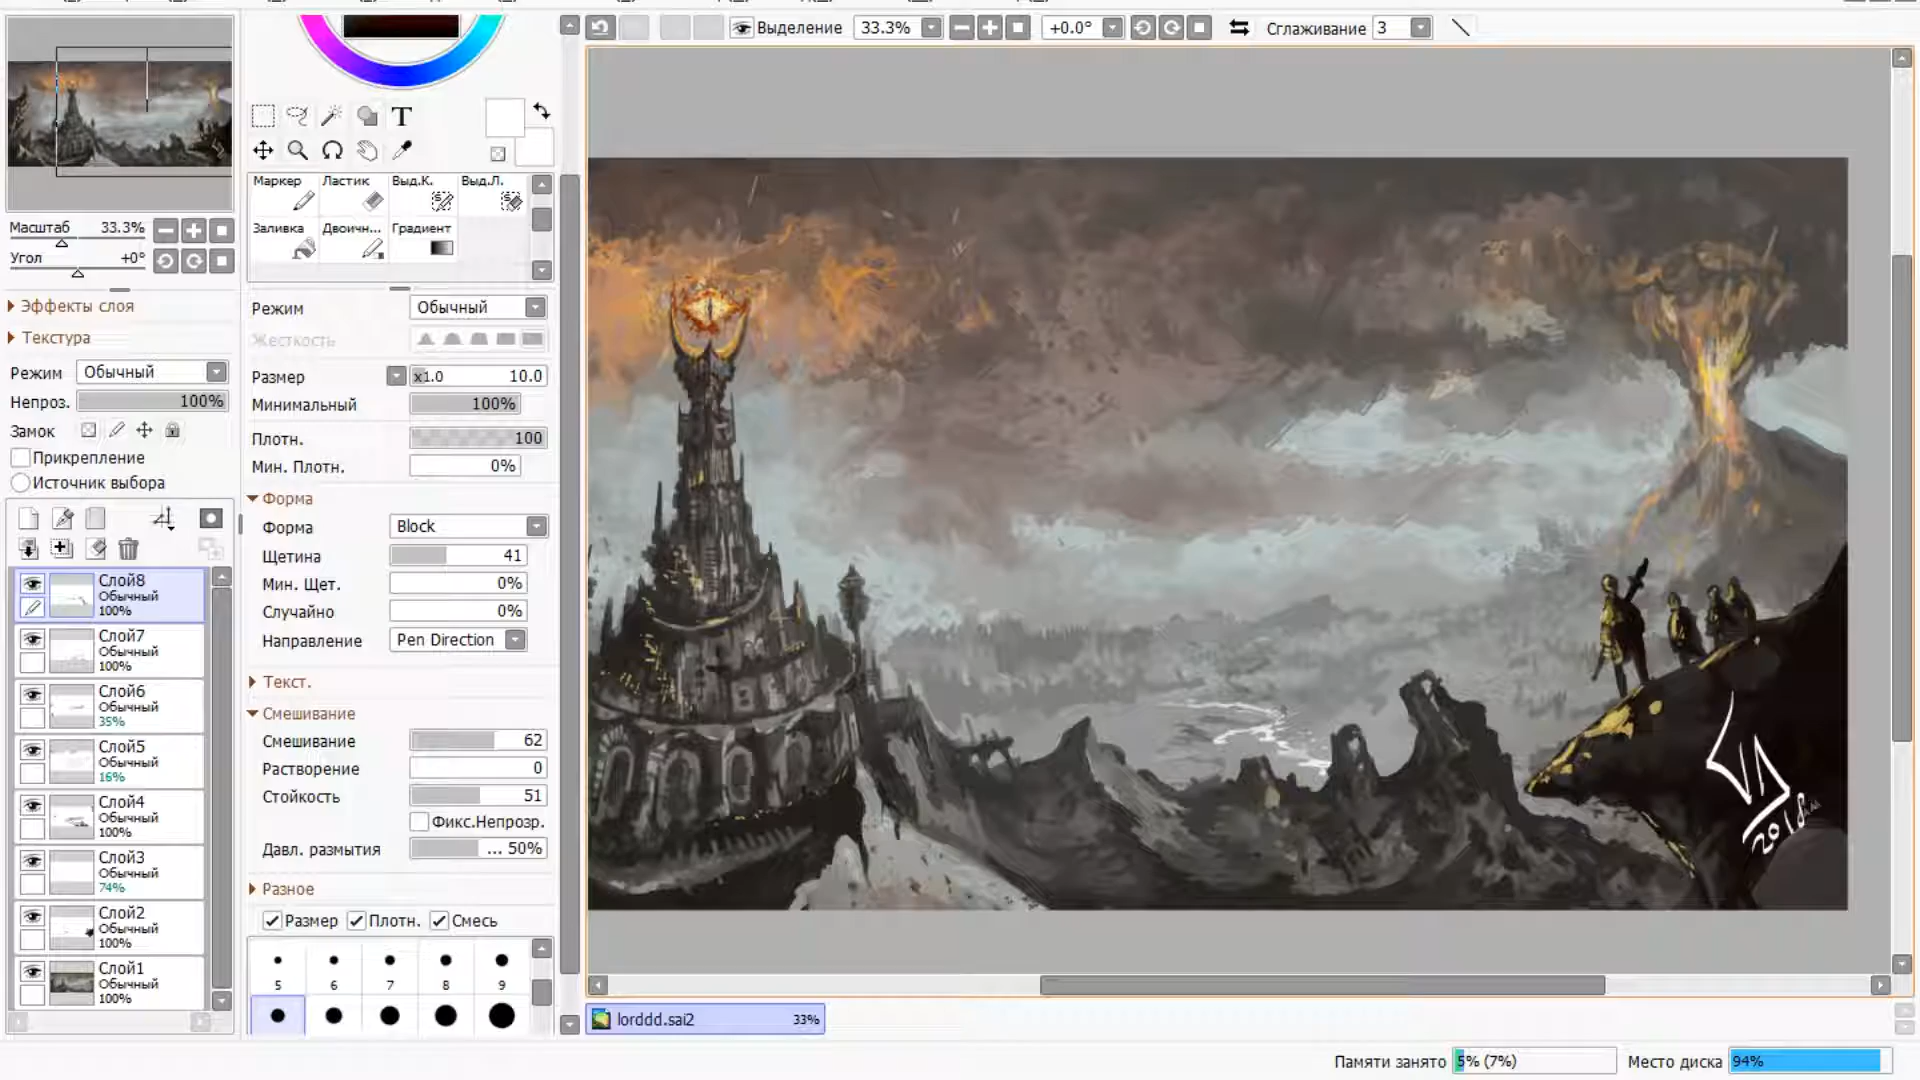 Выделение 33.3% +0.0° Сглаживание 3
Масштаб 33.3%
Угол +0°
Эффекты слоя
Текстура
Режим Обычный
Непроз. 100%
Замок
Прикрепление
Источник выбора
Слой8
Обычный
100%
Слой7
Обычный
100%
Слой6
Обычный
35%
Слой5
Обычный
16%
Слой4
Обычный
100%
Слой3
Обычный
74%
Слой2
Обычный
100%
Слой1
Обычный
100%
T
Маркер Ластик Выд.К. Выд.Л.
Заливка Двоичн... Градиент
Режим Обычный
Жесткость
Размер x1.0 10.0
Минимальный 100%
Плотн. 100
Мин. Плотн. 0%
Форма
Форма Block
Щетина 41
Мин. Щет. 0%
Случайно 0%
Направление Pen Direction
Текст.
Смешивание
Смешивание 62
Растворение 0
Стойкость 51
Фикс.Непрозр.
Давл. размытия ... 50%
Разное
Размер Плотн. Смесь
5 6 7 8 9
2018
lorddd.sai2 33%
Памяти занято 5% (7%) Место диска 94%